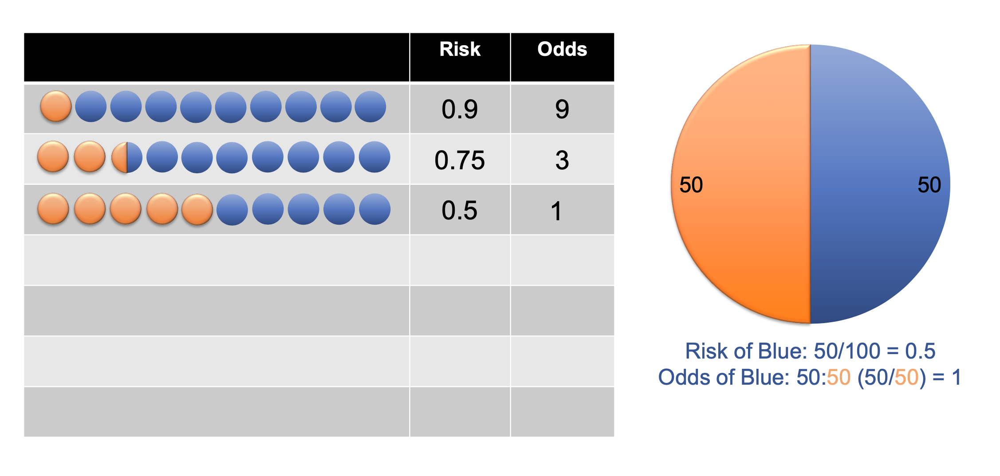 Risk Odds
0.9 9
0.75 3
0.5 1
50 50
Risk of Blue: 50/100 = 0.5
Odds of Blue: 50:50 (50/50) = 1